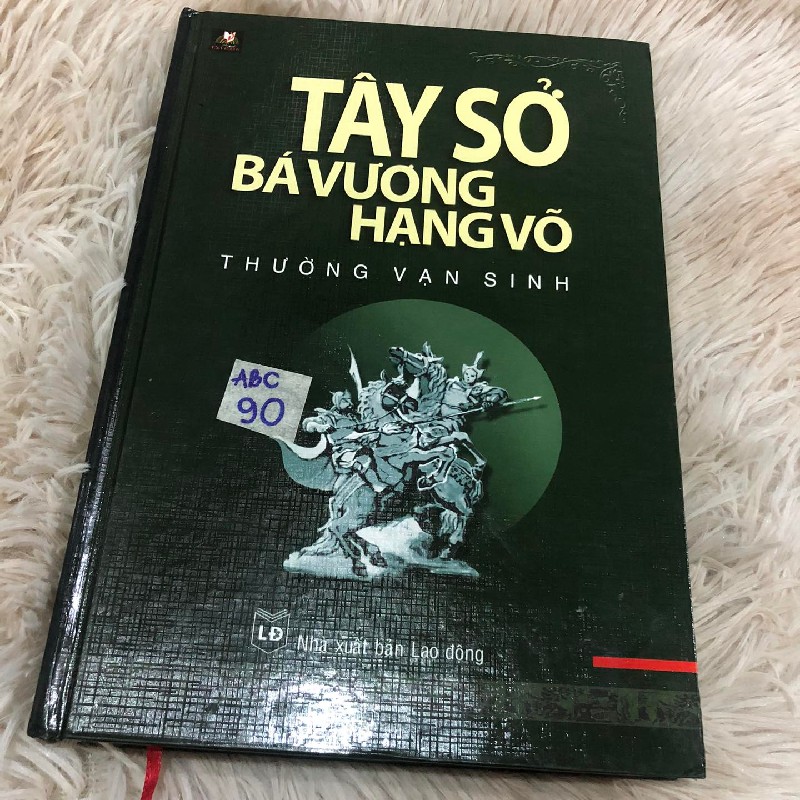 TÂY SỞ
BÁ VƯƠNG
HẠNG VÕ
THƯỜNG VẠN SINH
ABC
90
LĐ
Nhà xuất bản Lao động